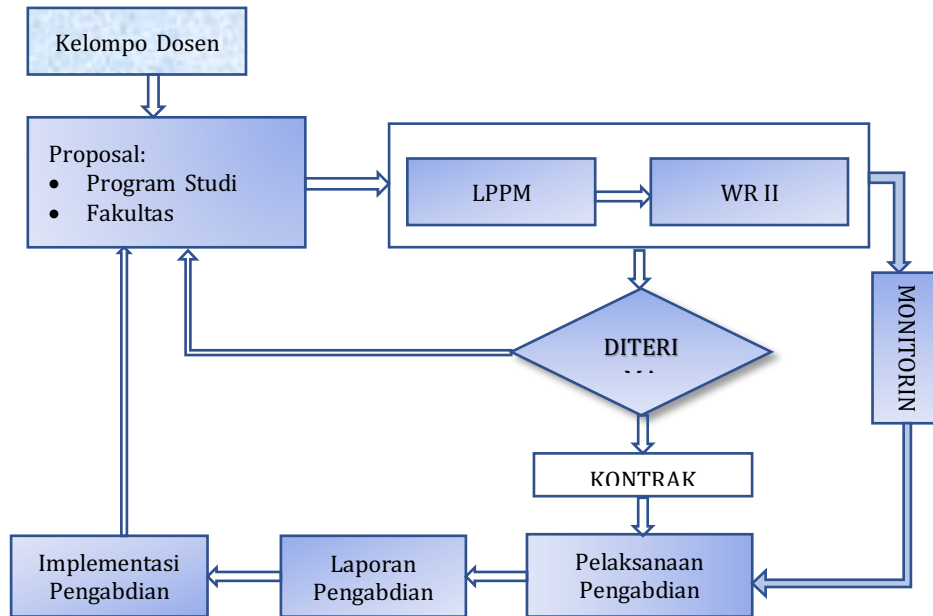 Kelompo Dosen
Proposal:
• Program Studi
• Fakultas
LPPM
WR II
DITERI
MONITORIN
KONTRAK
Implementasi
Pengabdian
Laporan
Pengabdian
Pelaksanaan
Pengabdian